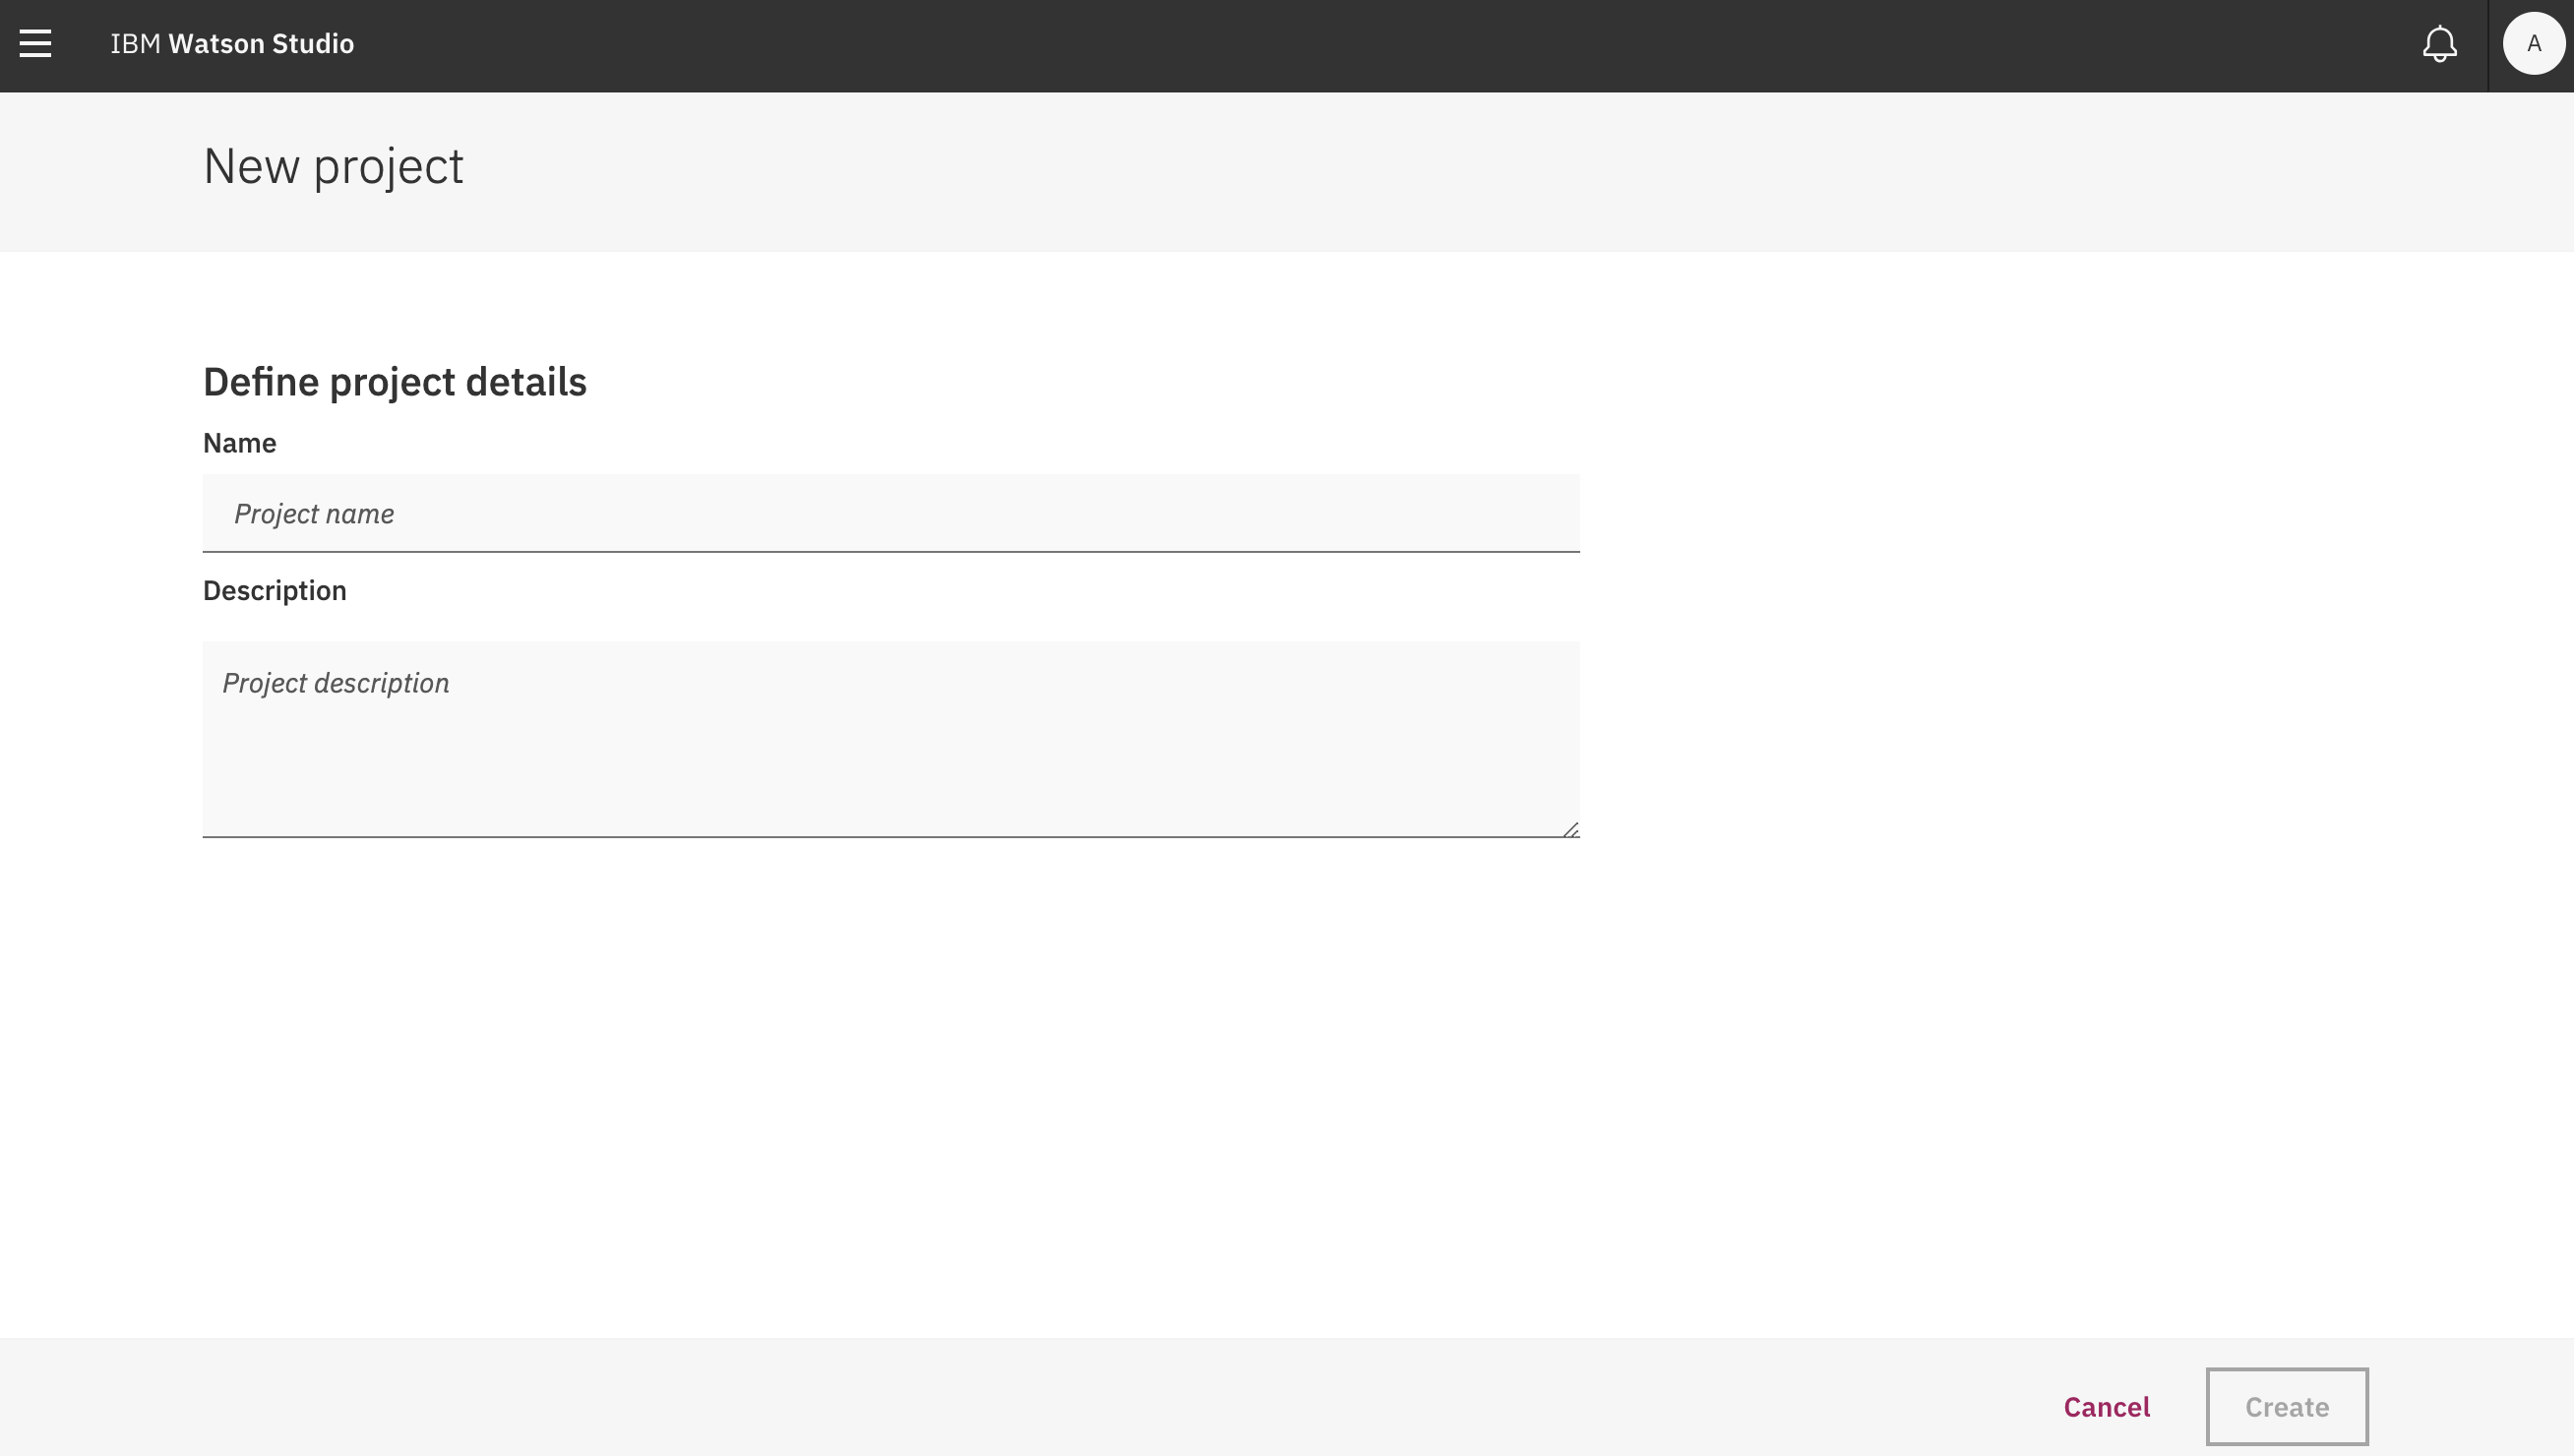 IBM Watson Studio
A
New project
Define project details
Name
Project name
Description
Project description
Cancel
Create